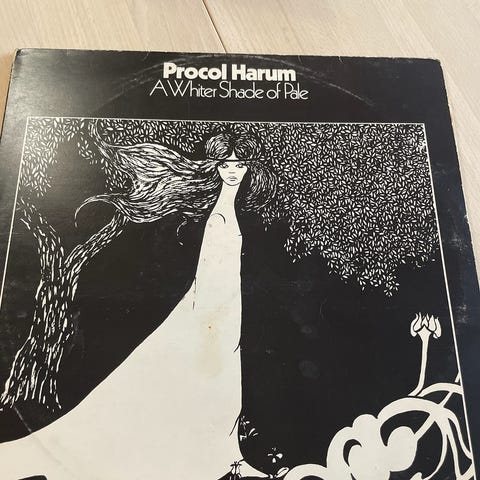 Procol Harum
A Whiter Shade of Pale